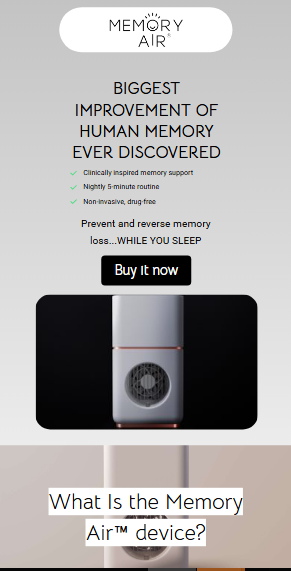 MEMORY
AIR®
BIGGEST
IMPROVEMENT OF
HUMAN MEMORY
EVER DISCOVERED
Clinically inspired memory support
Nightly 5-minute routine
Non-invasive, drug-free
Prevent and reverse memory
loss...WHILE YOU SLEEP
Buy it now
What Is the Memory
Air™ device?